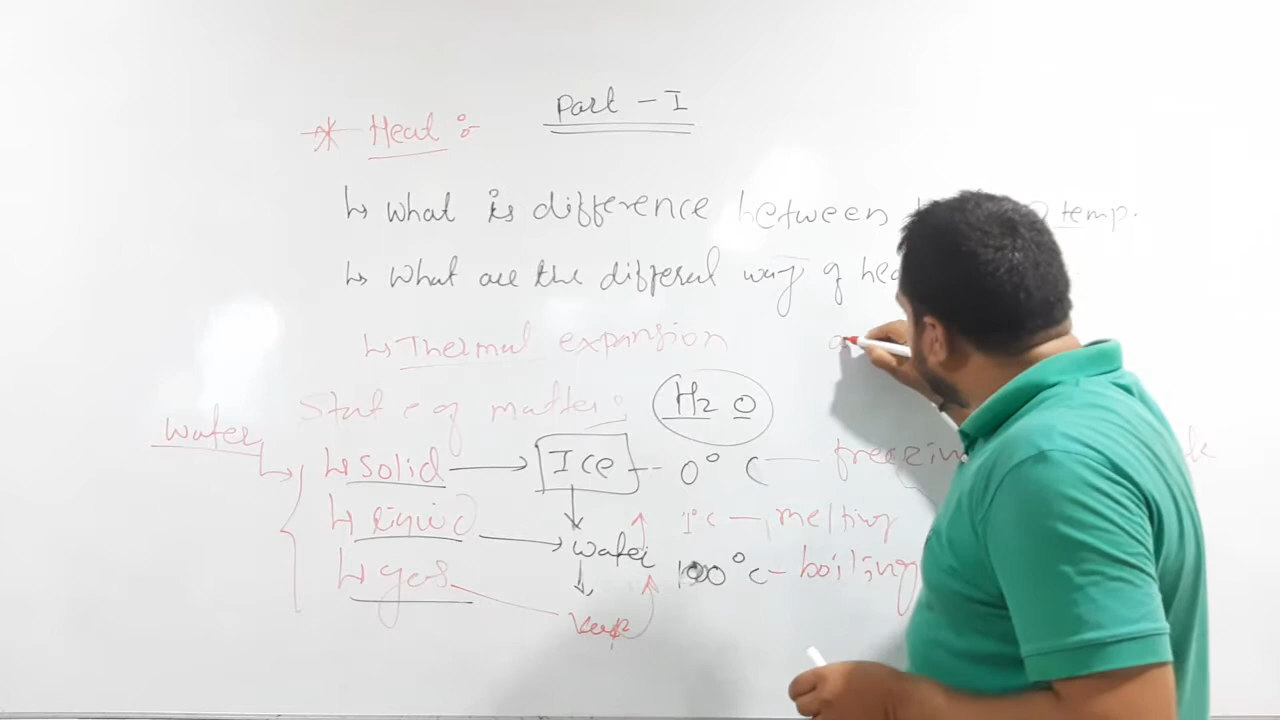 Part - I
* Heat :-
↳ What is difference between temp.
↳ What are the different way of hea
↳ Thermal expansion
State of matter: H2O
Water
↳ Solid → Ice - 0° C — freezin
↳ liquid → water 1°c — melting
↳ gas 100°c - boiling
Vap